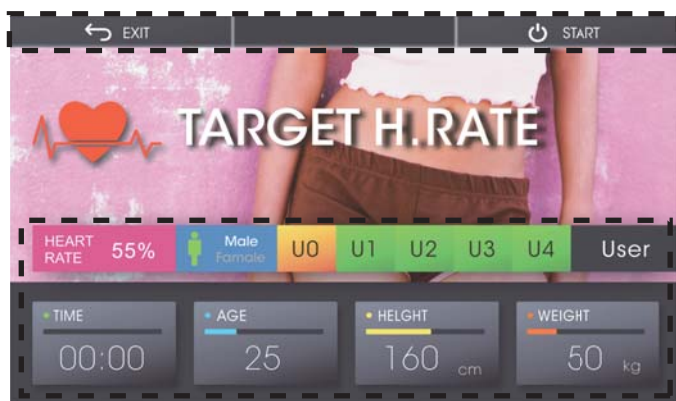 EXIT
START
TARGET H.RATE
HEART RATE 55%
Male
Famole
U0 U1 U2 U3 U4 User
TIME
00:00
AGE
25
HELGHT
160 cm
WEIGHT
50 kg